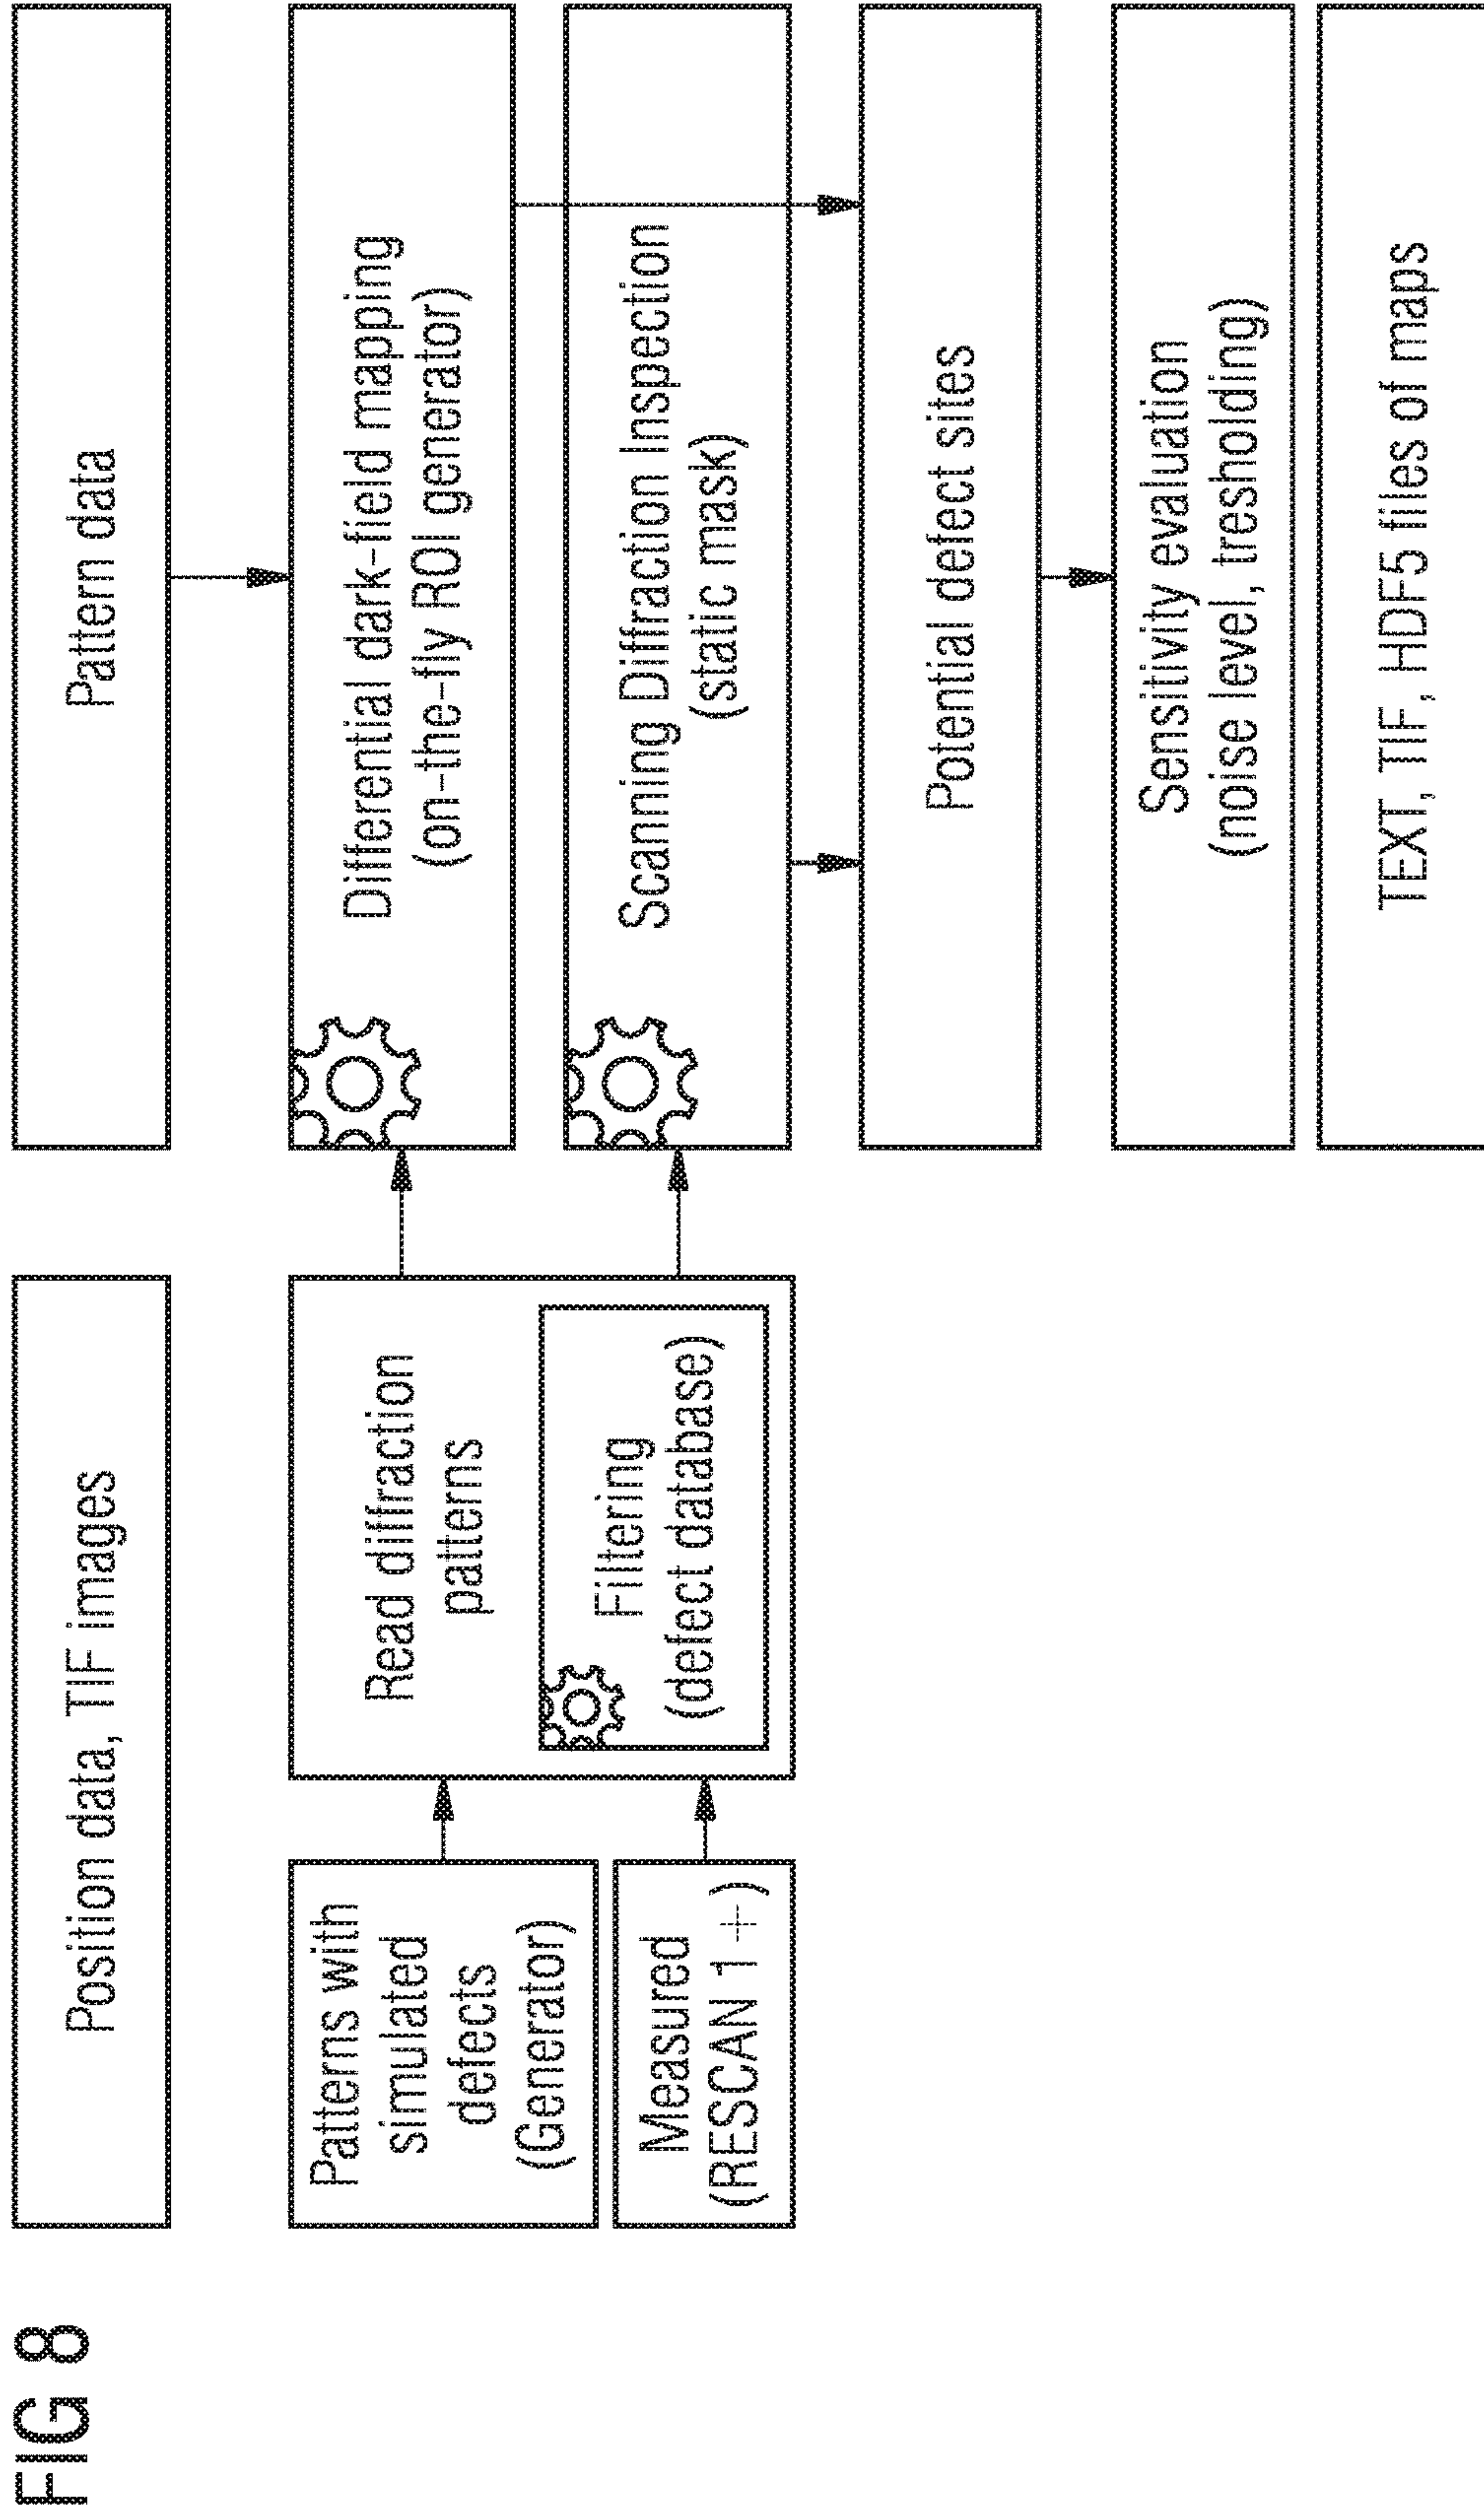 FIG 8
Position data, TIF images
Pattern data
Patterns with
simulated
defects
(Generator)
Measured
(RESCAN 1 +)
Read diffraction
patterns
Filtering
(defect database)
Differential dark-field mapping
(on-the-fly ROI generator)
Scanning Diffraction Inspection
(static mask)
Potential defect sites
Sensitivity evaluation
(noise level, tresholding)
TEXT, TIF, HDF5 files of maps